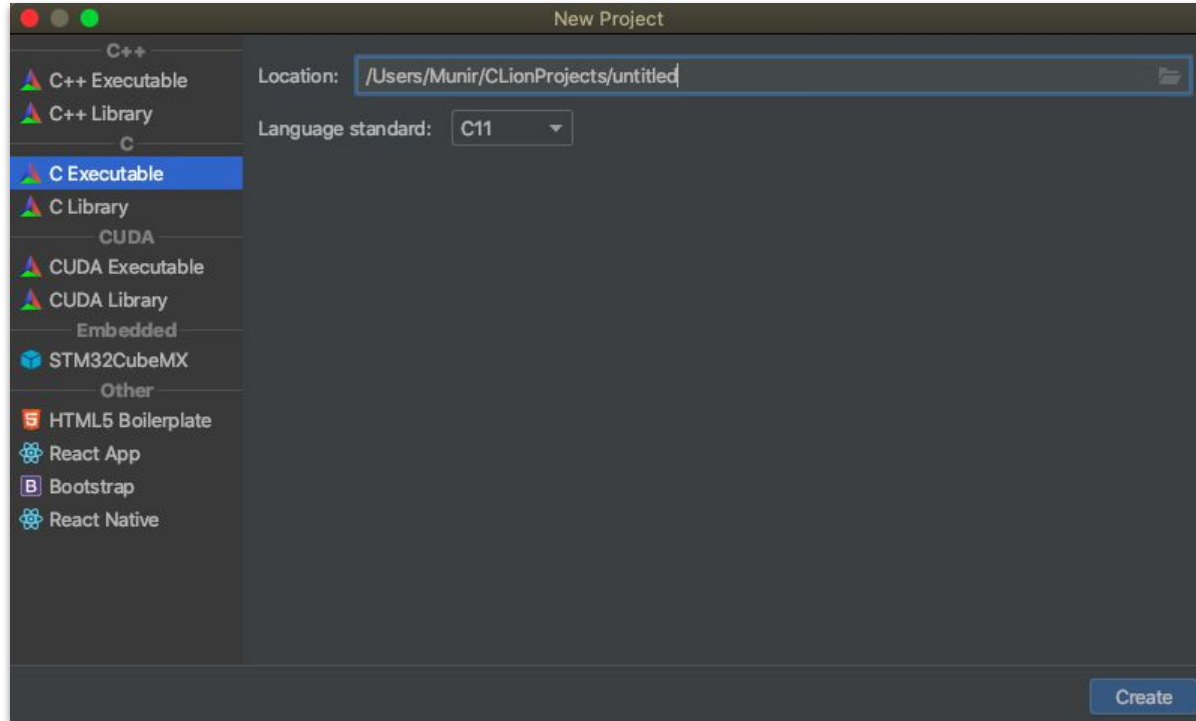 New Project
C++
C++ Executable
C++ Library
C
C Executable
C Library
CUDA
CUDA Executable
CUDA Library
Embedded
STM32CubeMX
Other
HTML5 Boilerplate
React App
Bootstrap
React Native
Location: /Users/Munir/CLionProjects/untitled
Language standard: C11
Create